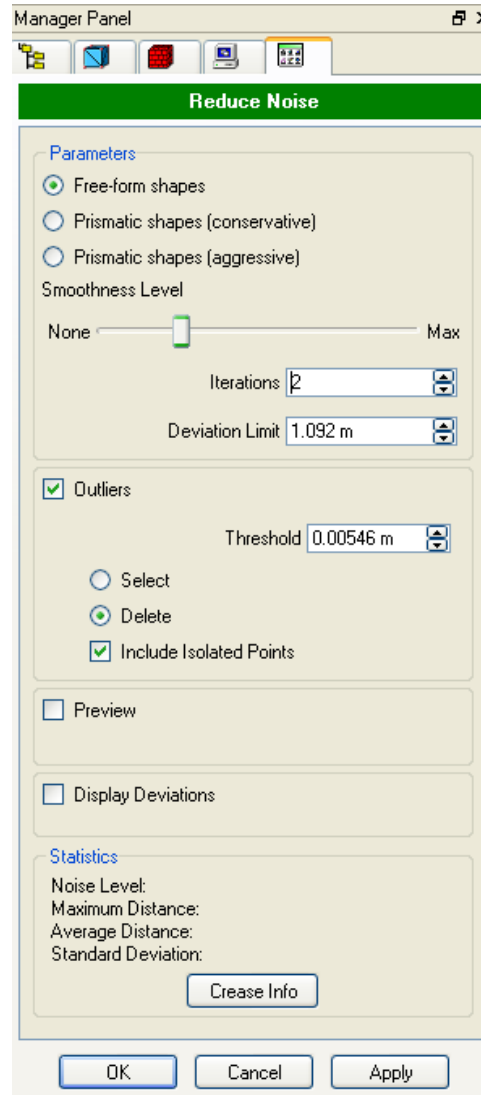 Manager Panel
Reduce Noise
Parameters
Free-form shapes
Prismatic shapes (conservative)
Prismatic shapes (aggressive)
Smoothness Level
None Max
Iterations 2
Deviation Limit 1.092 m
Outliers
Threshold 0.00546 m
Select
Delete
Include Isolated Points
Preview
Display Deviations
Statistics
Noise Level:
Maximum Distance:
Average Distance:
Standard Deviation:
Crease Info
OK Cancel Apply